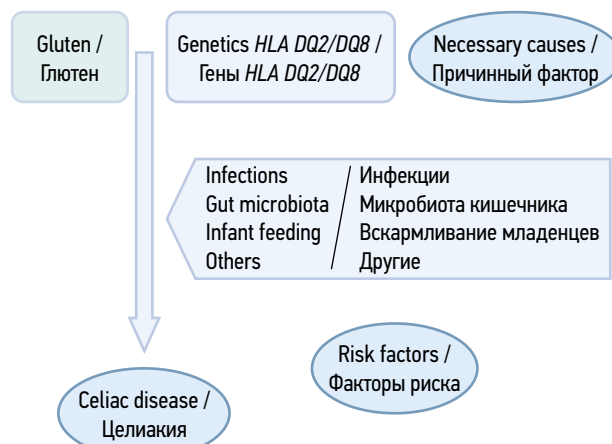 Gluten /
Глютен
Genetics HLA DQ2/DQ8 /
Гены HLA DQ2/DQ8
Necessary causes /
Причинный фактор
Infections / Инфекции
Gut microbiota / Микробиота кишечника
Infant feeding / Вскармливание младенцев
Others / Другие
Risk factors /
Факторы риска
Celiac disease /
Целиакия